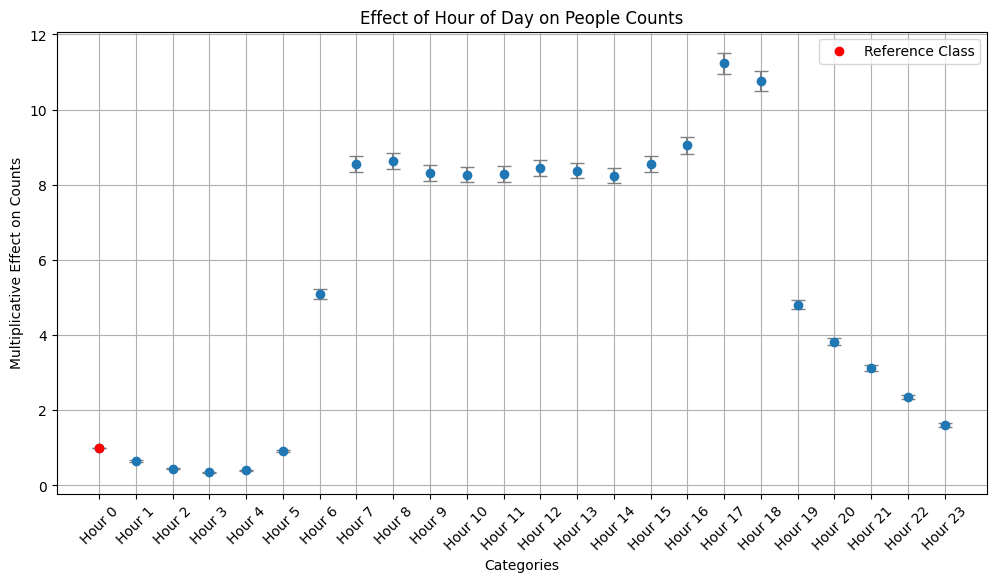 Effect of Hour of Day on People Counts
Reference Class
Multiplicative Effect on Counts
12
10
8
6
4
2
0
Hour 0
Hour 1
Hour 2
Hour 3
Hour 4
Hour 5
Hour 6
Hour 7
Hour 8
Hour 9
Hour 10
Hour 11
Hour 12
Hour 13
Hour 14
Hour 15
Hour 16
Hour 17
Hour 18
Hour 19
Hour 20
Hour 21
Hour 22
Hour 23
Categories